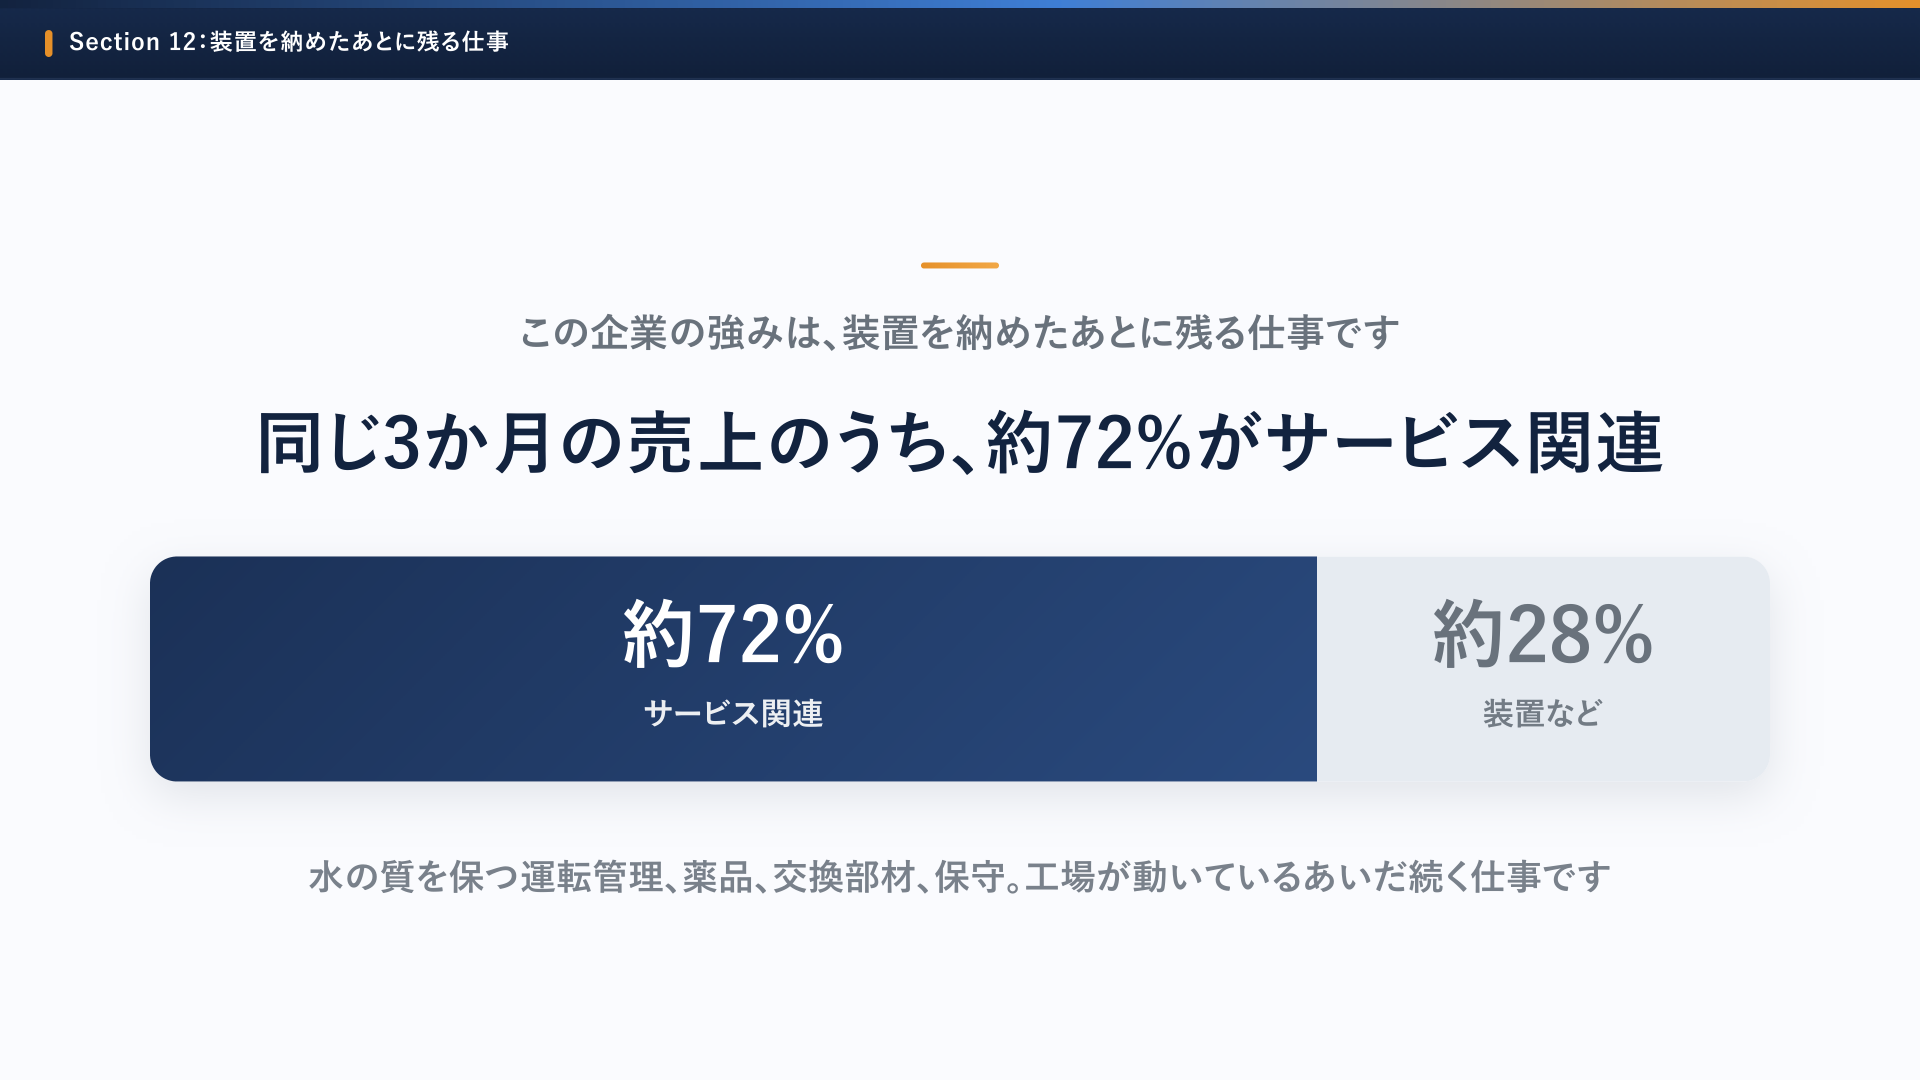 Section 12：装置を納めたあとに残る仕事
この企業の強みは、装置を納めたあとに残る仕事です
同じ3か月の売上のうち、約72%がサービス関連
約72%
サービス関連
約28%
装置など
水の質を保つ運転管理、薬品、交換部材、保守。工場が動いているあいだ続く仕事です